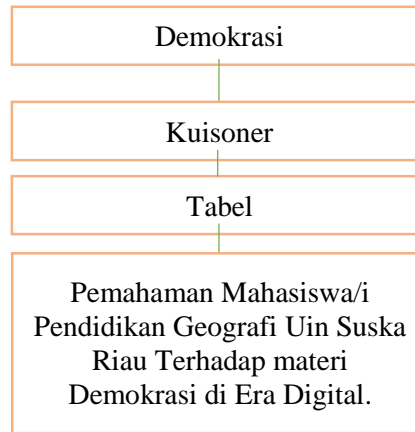 Demokrasi
Kuisoner
Tabel
Pemahaman Mahasiswa/i
Pendidikan Geografi Uin Suska
Riau Terhadap materi
Demokrasi di Era Digital.